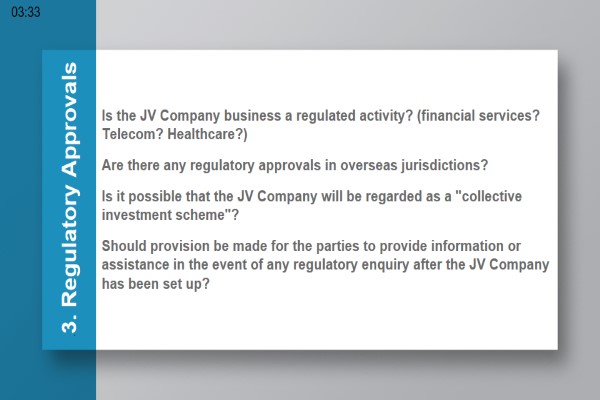 03:33
3. Regulatory Approvals
Is the JV Company business a regulated activity? (financial services?
Telecom? Healthcare?)
Are there any regulatory approvals in overseas jurisdictions?
Is it possible that the JV Company will be regarded as a "collective
investment scheme"?
Should provision be made for the parties to provide information or
assistance in the event of any regulatory enquiry after the JV Company
has been set up?